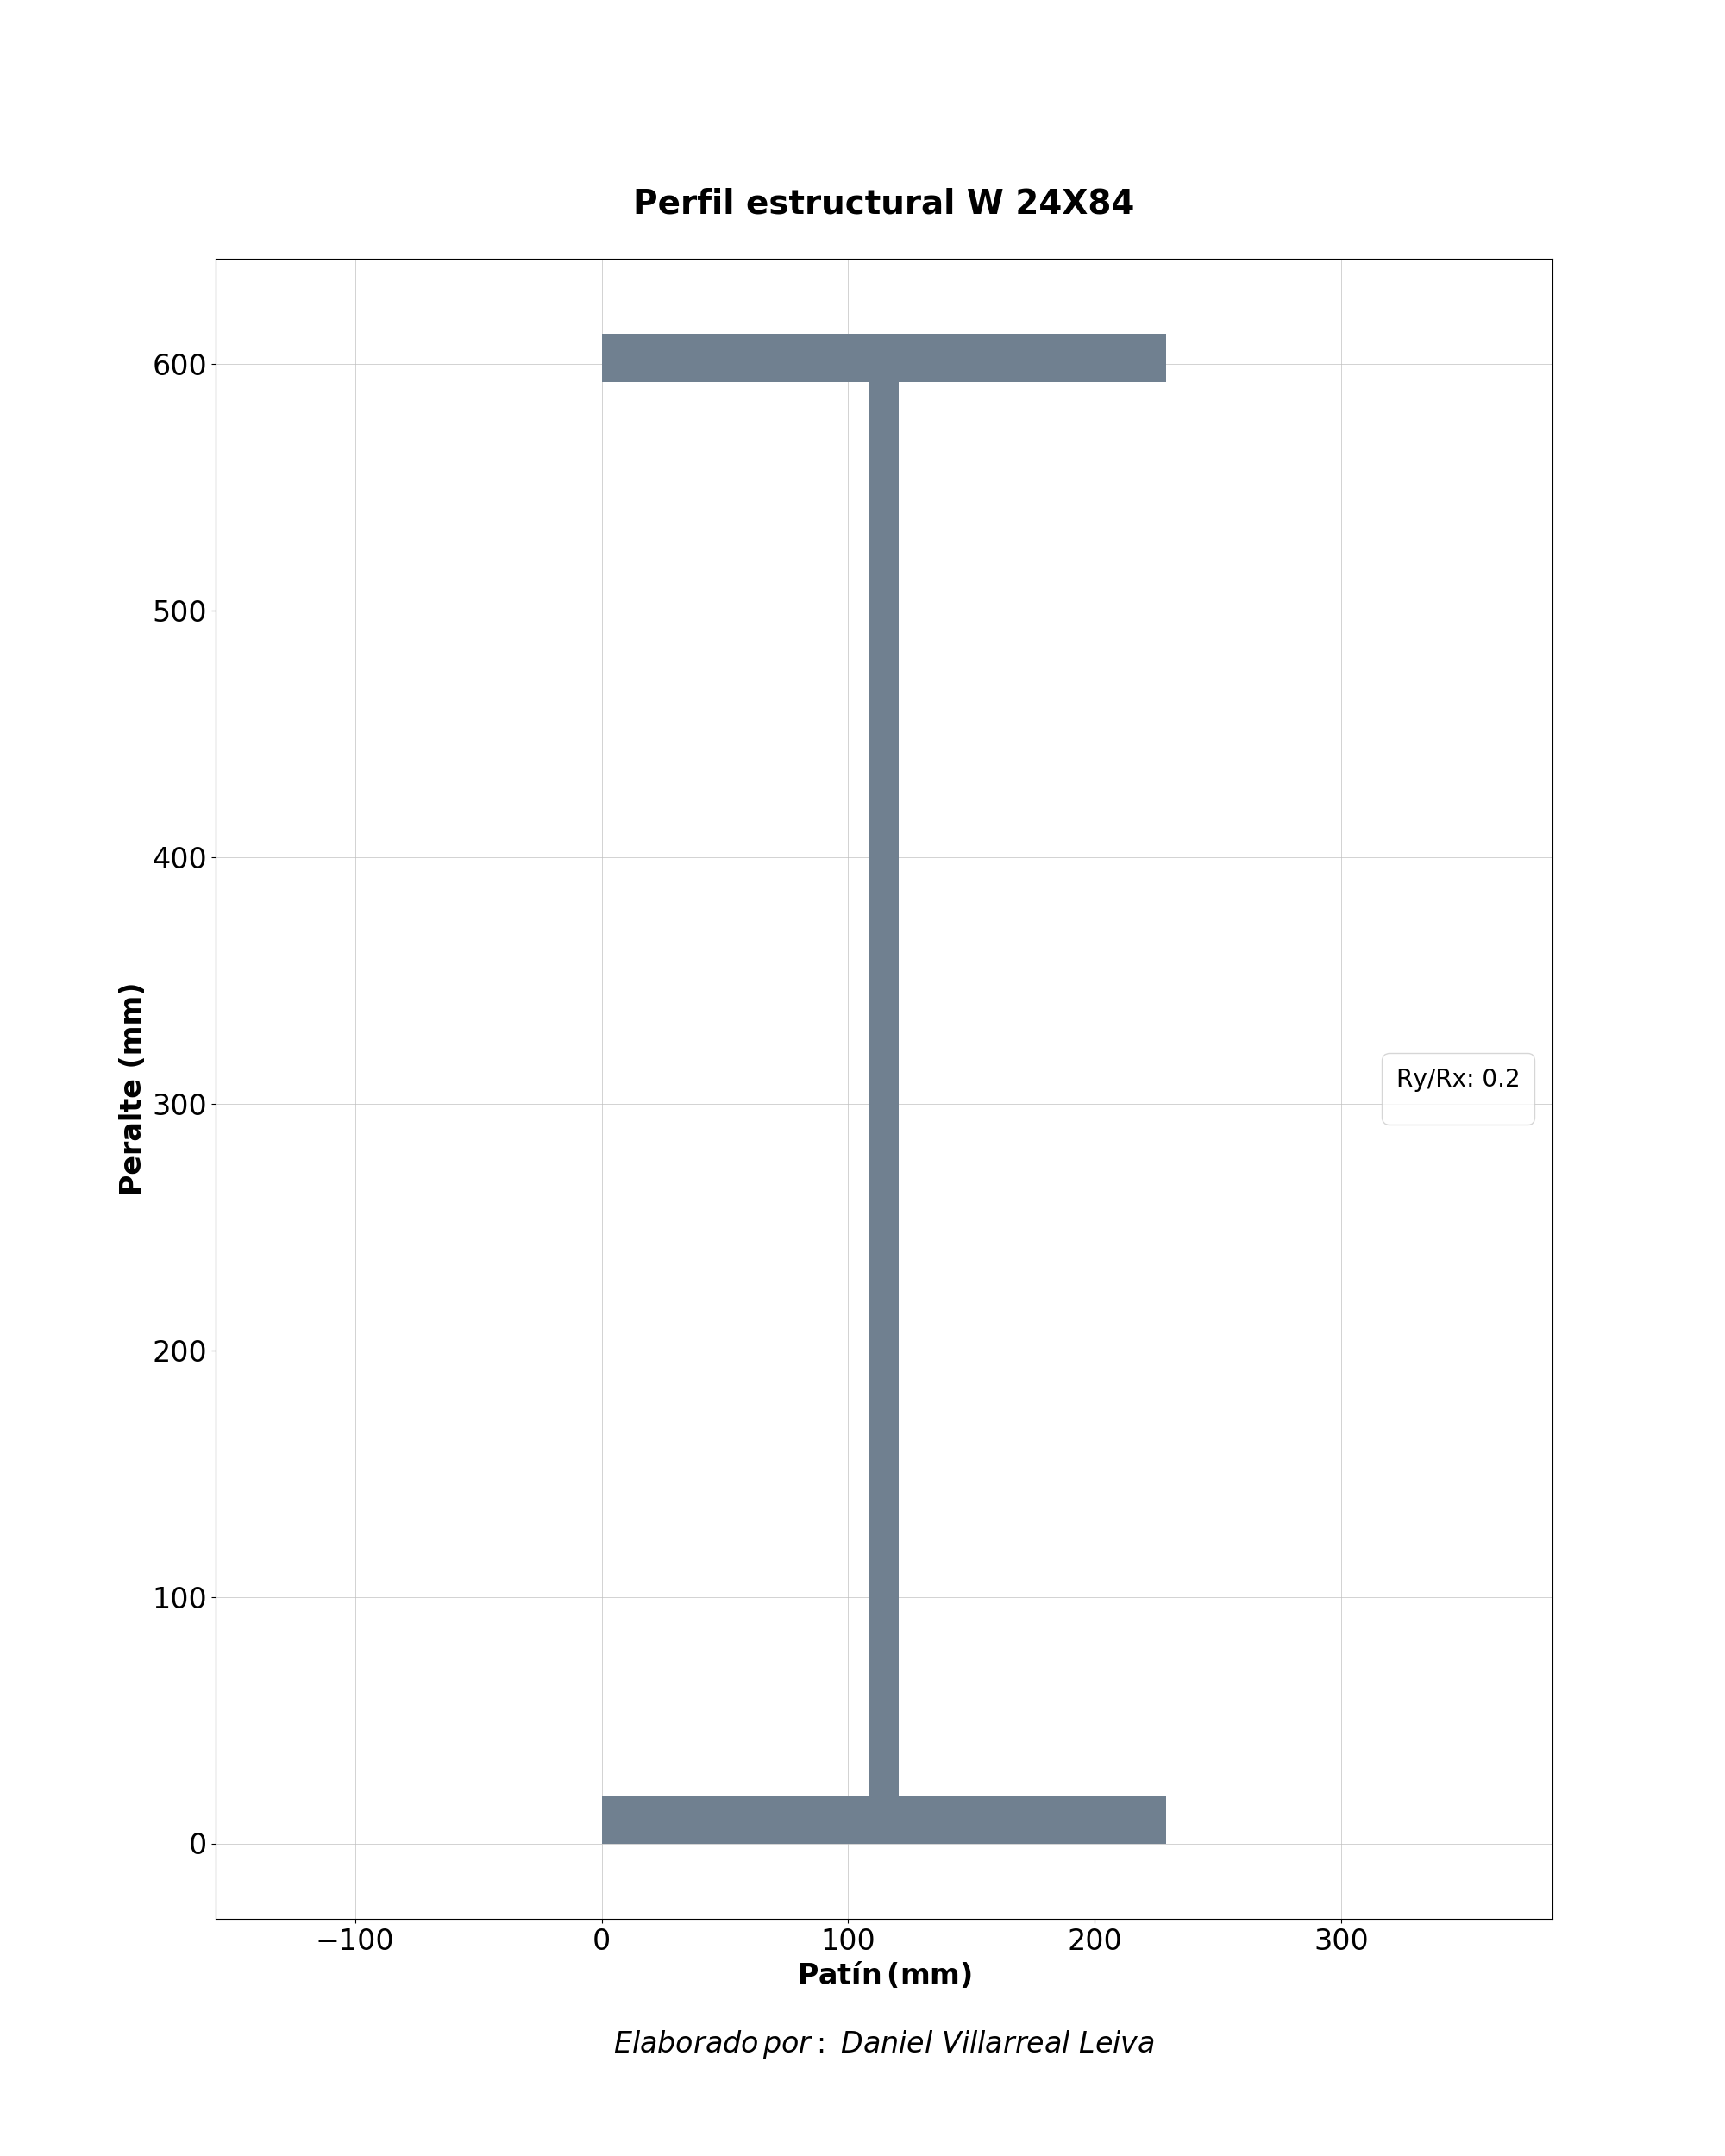 Perfil estructural W 24X84
Peralte (mm)
600
500
400
300
200
100
0
Ry/Rx: 0.2
−100 0 100 200 300
Patín (mm)
Elaborado por : Daniel Villarreal Leiva